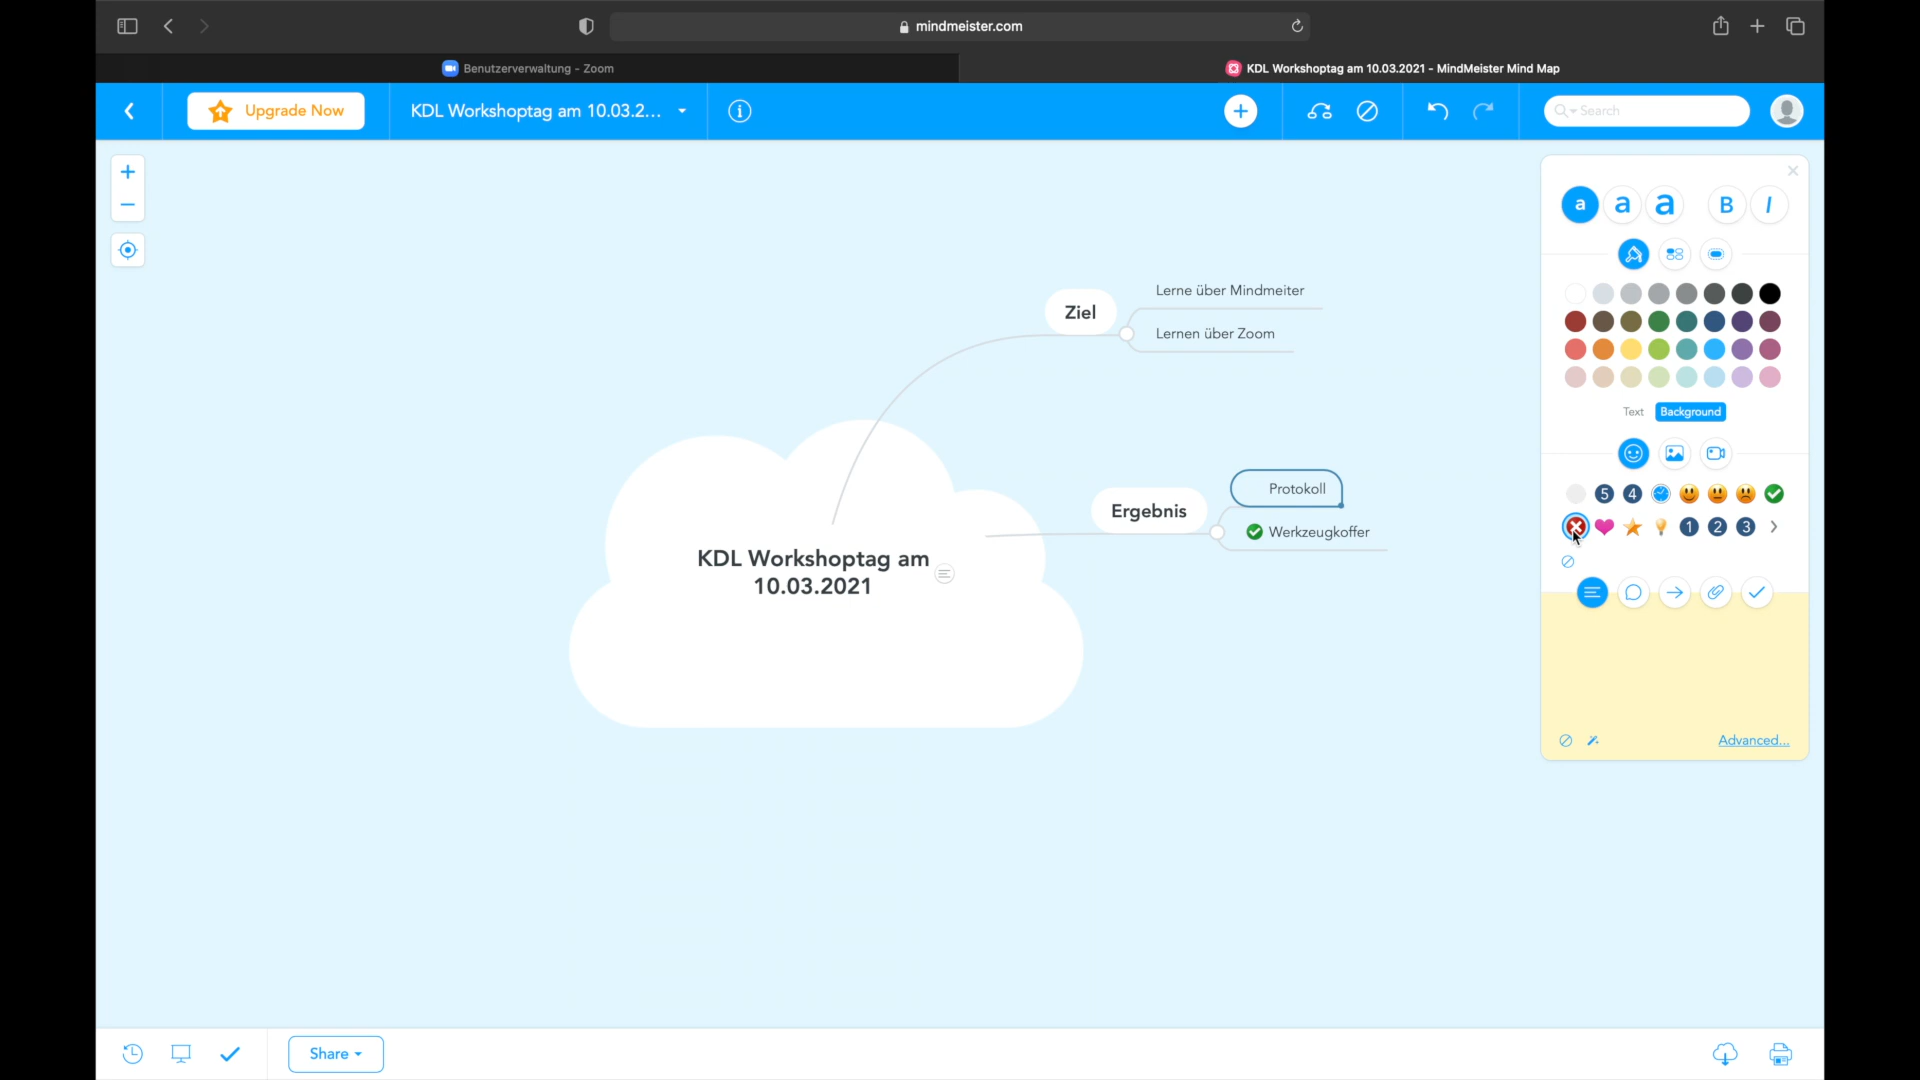 mindmeister.com
Benutzerverwaltung - Zoom
KDL Workshoptag am 10.03.2021 - MindMeister Mind Map
Upgrade Now
KDL Workshoptag am 10.03.2...
Search
a a a B I
Ziel
Lerne über Mindmeiter
Lernen über Zoom
Text Background
Protokoll
5 4
Ergebnis
Werkzeugkoffer
1 2 3
KDL Workshoptag am
10.03.2021
Advanced...
Share